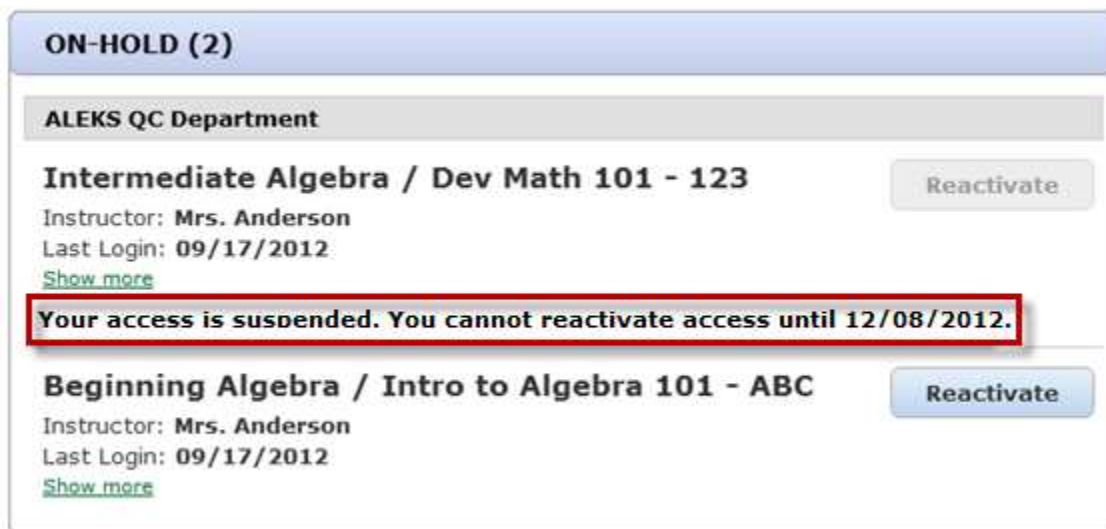 ON-HOLD (2)
ALEKS QC Department
Intermediate Algebra / Dev Math 101 - 123
Reactivate
Instructor: Mrs. Anderson
Last Login: 09/17/2012
Show more
Your access is suspended. You cannot reactivate access until 12/08/2012.
Beginning Algebra / Intro to Algebra 101 - ABC
Reactivate
Instructor: Mrs. Anderson
Last Login: 09/17/2012
Show more